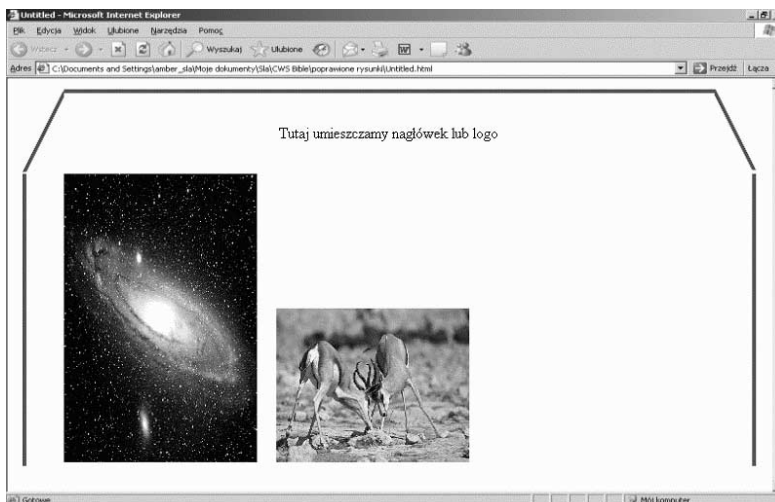 Untitled - Microsoft Internet Explorer
Plik Edycja Widok Ulubione Narzędzia Pomoc
Wstecz Wyszukaj Ulubione
Adres C:\Documents and Settings\amber_sla\Moje dokumenty\Sla\CWS Bible\poprawione rysunki\Untitled.html Przejdź Łącza
Tutaj umieszczamy nagłówek lub logo
Gotowe Mój komputer